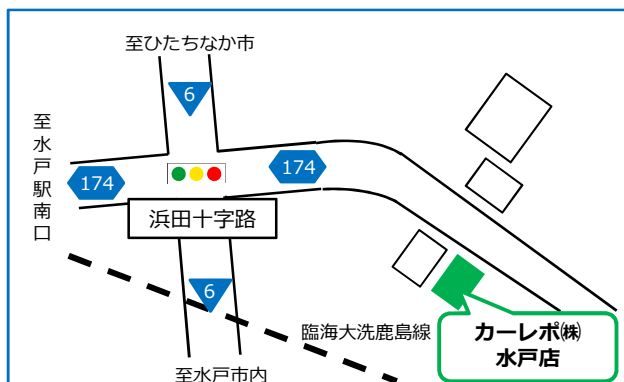 至ひたちなか市
6
至水戸駅南口
174
174
浜田十字路
6
臨海大洗鹿島線
カーレポ㈱
水戸店
至水戸市内